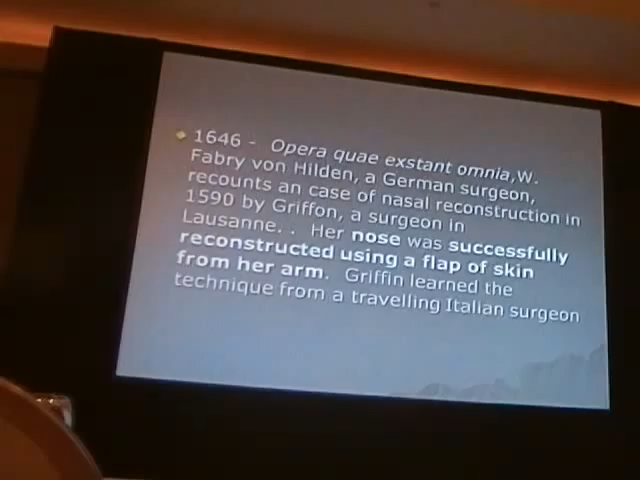 1646 - Opera quae exstant omnia,W.
Fabry von Hilden, a German surgeon,
recounts an case of nasal reconstruction in
1590 by Griffon, a surgeon in
Lausanne. . Her nose was successfully
reconstructed using a flap of skin
from her arm. Griffin learned the
technique from a travelling Italian surgeon